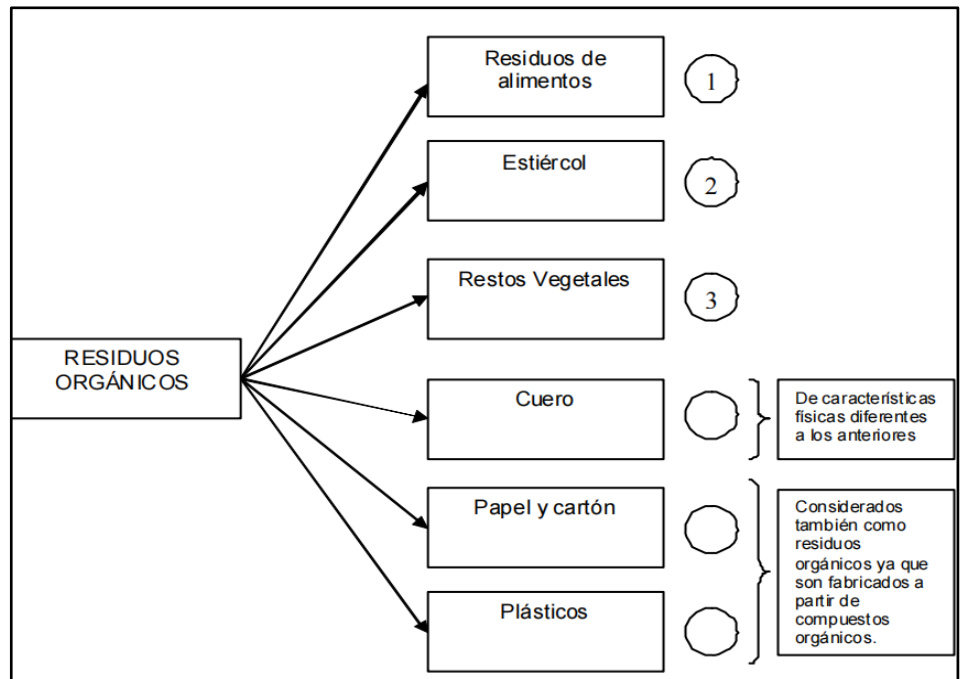 Residuos de
alimentos
1
Estiércol
2
Restos Vegetales
3
RESIDUOS
ORGÁNICOS
Cuero
De características
físicas diferentes
a los anteriores
Papel y cartón
Considerados
también como
residuos
orgánicos ya que
son fabricados a
partir de
compuestos
orgánicos.
Plásticos